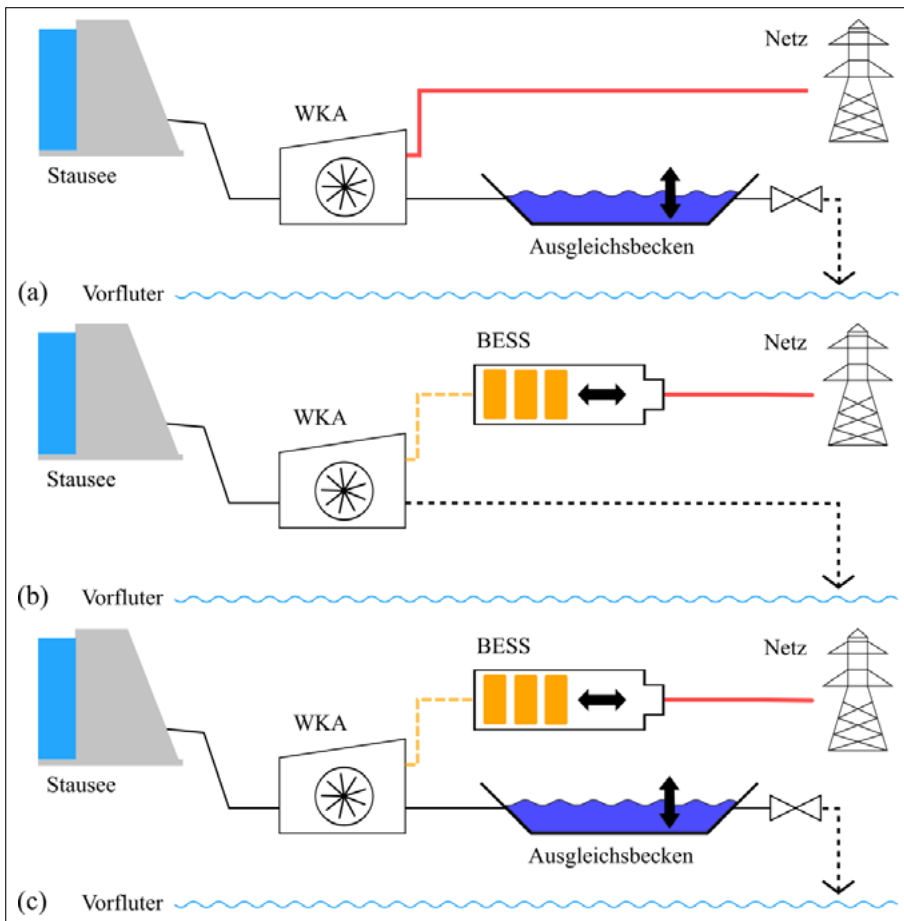 Netz
WKA
Stausee
Ausgleichsbecken
(a) Vorfluter
BESS
Netz
WKA
Stausee
(b) Vorfluter
BESS
Netz
WKA
Stausee
Ausgleichsbecken
(c) Vorfluter